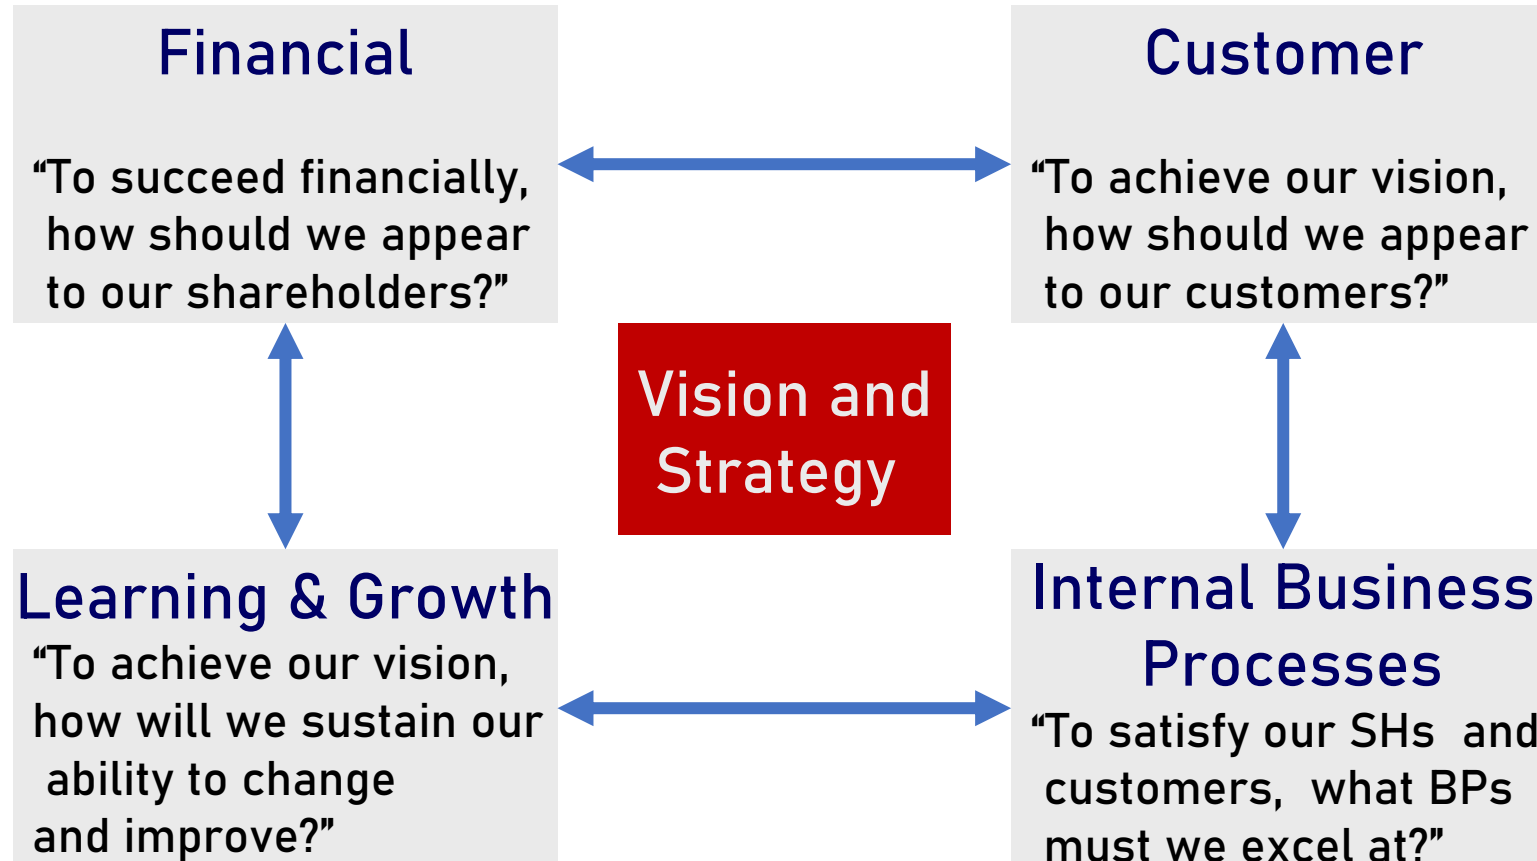 Financial
“To succeed financially,
how should we appear
to our shareholders?”
Customer
“To achieve our vision,
how should we appear
to our customers?”
Vision and
Strategy
Learning & Growth
“To achieve our vision,
how will we sustain our
ability to change
and improve?”
Internal Business
Processes
“To satisfy our SHs and
customers, what BPs
must we excel at?”